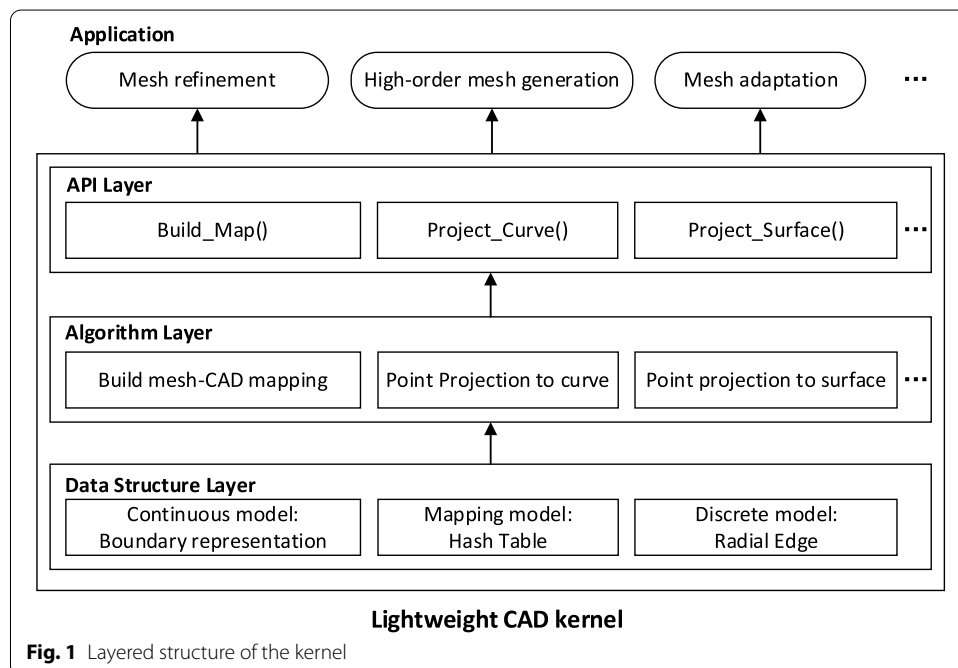 Application
Mesh refinement
High-order mesh generation
Mesh adaptation
...
API Layer
Build_Map()
Project_Curve()
Project_Surface()
...
Algorithm Layer
Build mesh-CAD mapping
Point Projection to curve
Point projection to surface
...
Data Structure Layer
Continuous model:
Boundary representation
Mapping model:
Hash Table
Discrete model:
Radial Edge
Lightweight CAD kernel
Fig. 1 Layered structure of the kernel